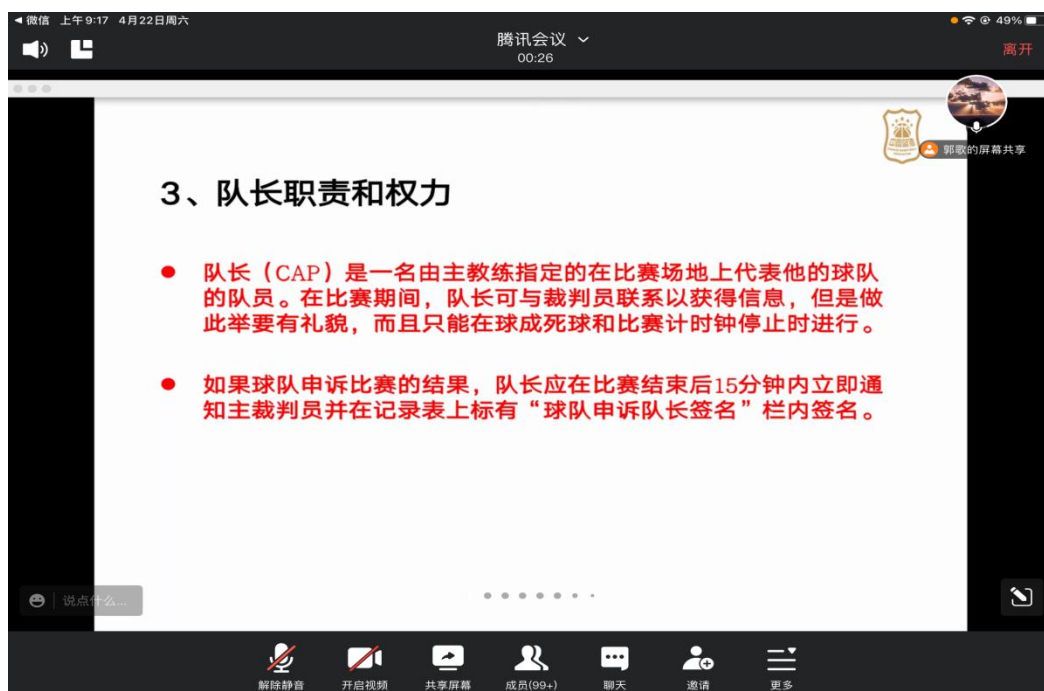 微信 上午9:17 4月22日周六
49%
腾讯会议
00:26
离开
郭歌的屏幕共享
3、队长职责和权力
队长（CAP）是一名由主教练指定的在比赛场地上代表他的球队
的队员。在比赛期间，队长可与裁判员联系以获得信息，但是做
此举要有礼貌，而且只能在球成死球和比赛计时钟停止时进行。
如果球队申诉比赛的结果，队长应在比赛结束后15分钟内立即通
知主裁判员并在记录表上标有“球队申诉队长签名”栏内签名。
说点什么...
解除静音 开启视频 共享屏幕 成员(99+) 聊天 邀请 更多